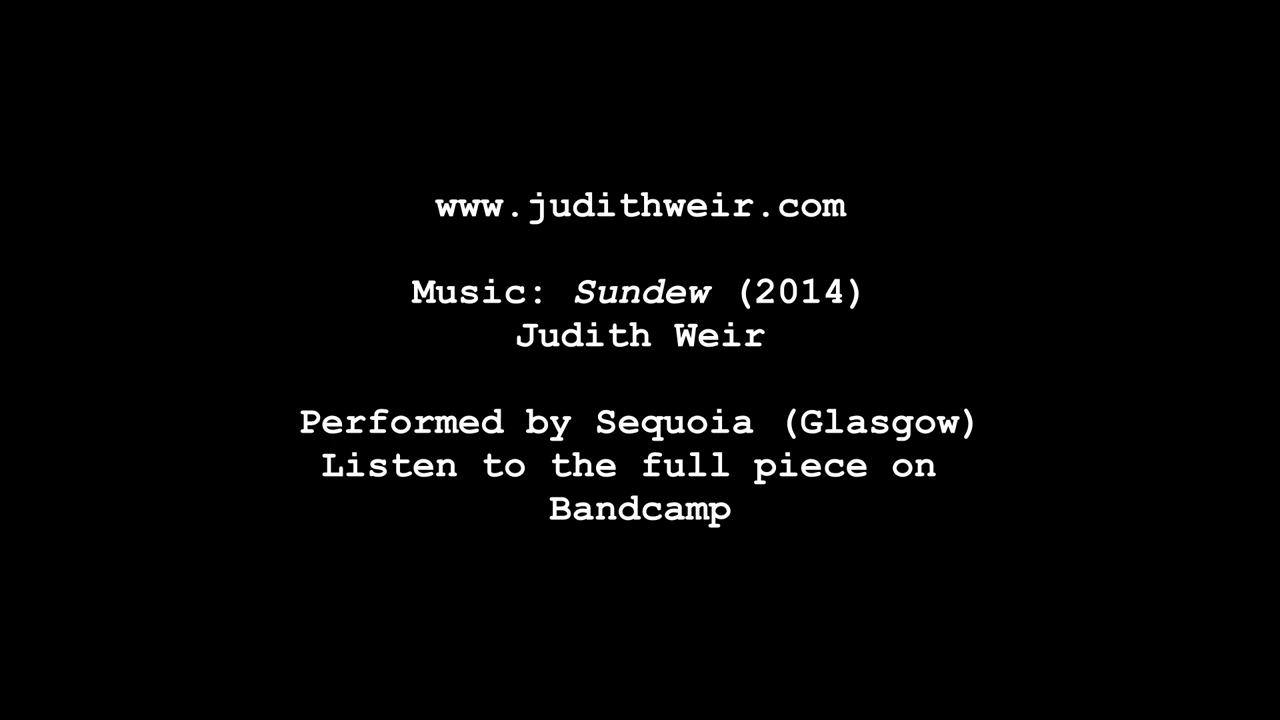 www.judithweir.com
Music: Sundew (2014)
Judith Weir
Performed by Sequoia (Glasgow)
Listen to the full piece on
Bandcamp